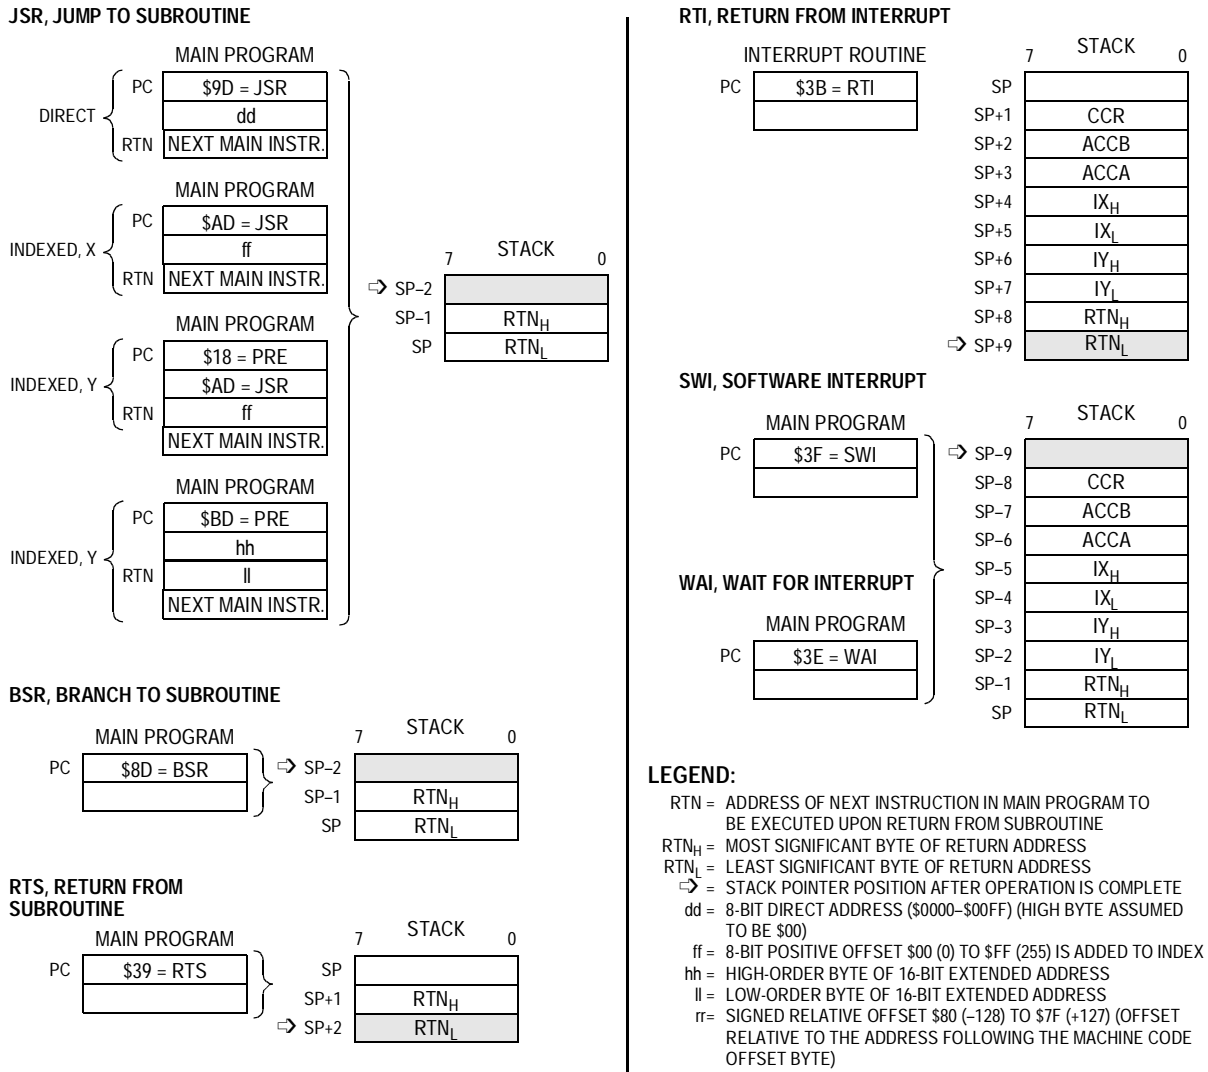 JSR, JUMP TO SUBROUTINE
MAIN PROGRAM
DIRECT
PC $9D = JSR
dd
RTN NEXT MAIN INSTR.
MAIN PROGRAM
INDEXED, X
PC $AD = JSR
ff
RTN NEXT MAIN INSTR.
MAIN PROGRAM
INDEXED, Y
PC $18 = PRE
$AD = JSR
RTN ff
NEXT MAIN INSTR.
MAIN PROGRAM
INDEXED, Y
PC $BD = PRE
hh
RTN ll
NEXT MAIN INSTR.
7 STACK 0
➩ SP–2
SP–1 RTNH
SP RTNL
BSR, BRANCH TO SUBROUTINE
MAIN PROGRAM
PC $8D = BSR
7 STACK 0
➩ SP–2
SP–1 RTNH
SP RTNL
RTS, RETURN FROM
SUBROUTINE
MAIN PROGRAM
PC $39 = RTS
7 STACK 0
SP
SP+1 RTNH
➩ SP+2 RTNL
RTI, RETURN FROM INTERRUPT
INTERRUPT ROUTINE
PC $3B = RTI
7 STACK 0
SP
SP+1 CCR
SP+2 ACCB
SP+3 ACCA
SP+4 IXH
SP+5 IXL
SP+6 IYH
SP+7 IYL
SP+8 RTNH
➩ SP+9 RTNL
SWI, SOFTWARE INTERRUPT
MAIN PROGRAM
PC $3F = SWI
WAI, WAIT FOR INTERRUPT
MAIN PROGRAM
PC $3E = WAI
7 STACK 0
➩ SP–9
SP–8 CCR
SP–7 ACCB
SP–6 ACCA
SP–5 IXH
SP–4 IXL
SP–3 IYH
SP–2 IYL
SP–1 RTNH
SP RTNL
LEGEND:
RTN = ADDRESS OF NEXT INSTRUCTION IN MAIN PROGRAM TO
BE EXECUTED UPON RETURN FROM SUBROUTINE
RTNH = MOST SIGNIFICANT BYTE OF RETURN ADDRESS
RTNL = LEAST SIGNIFICANT BYTE OF RETURN ADDRESS
➩ = STACK POINTER POSITION AFTER OPERATION IS COMPLETE
dd = 8-BIT DIRECT ADDRESS ($0000–$00FF) (HIGH BYTE ASSUMED
TO BE $00)
ff = 8-BIT POSITIVE OFFSET $00 (0) TO $FF (255) IS ADDED TO INDEX
hh = HIGH-ORDER BYTE OF 16-BIT EXTENDED ADDRESS
ll = LOW-ORDER BYTE OF 16-BIT EXTENDED ADDRESS
rr= SIGNED RELATIVE OFFSET $80 (–128) TO $7F (+127) (OFFSET
RELATIVE TO THE ADDRESS FOLLOWING THE MACHINE CODE
OFFSET BYTE)